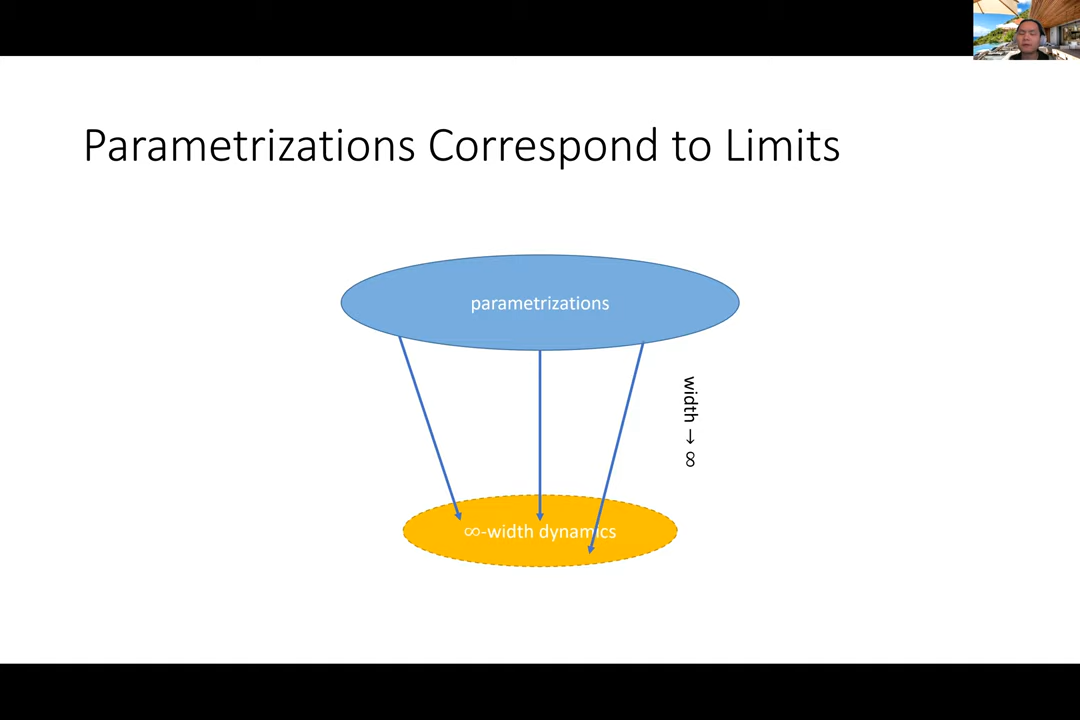 Parametrizations Correspond to Limits
parametrizations
width → ∞
∞-width dynamics